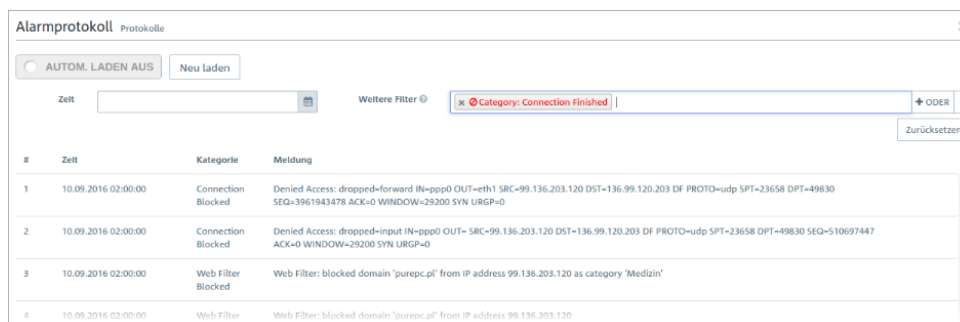 Alarmprotokoll Protokolle
AUTOM. LADEN AUS Neu laden
Zeit Weitere Filter Category: Connection Finished + ODER
Zurücksetzen
# Zeit Kategorie Meldung
1 10.09.2016 02:00:00 Connection Blocked Denied Access: dropped=forward IN=ppp0 OUT=eth1 SRC=99.136.203.120 DST=136.99.120.203 DF PROTO=udp SPT=23658 DPT=49830
SEQ=3961943478 ACK=0 WINDOW=29200 SYN URGP=0
2 10.09.2016 02:00:00 Connection Blocked Denied Access: dropped=input IN=ppp0 OUT= SRC=99.136.203.120 DST=136.99.120.203 DF PROTO=udp SPT=23658 DPT=49830 SEQ=510697447
ACK=0 WINDOW=29200 SYN URGP=0
3 10.09.2016 02:00:00 Web Filter Blocked Web Filter: blocked domain 'purepc.pl' from IP address 99.136.203.120 as category 'Medizin'
4 10.09.2016 02:00:00 Web Filter Web Filter: blocked domain 'purepc.pl' from IP address 99.136.203.120